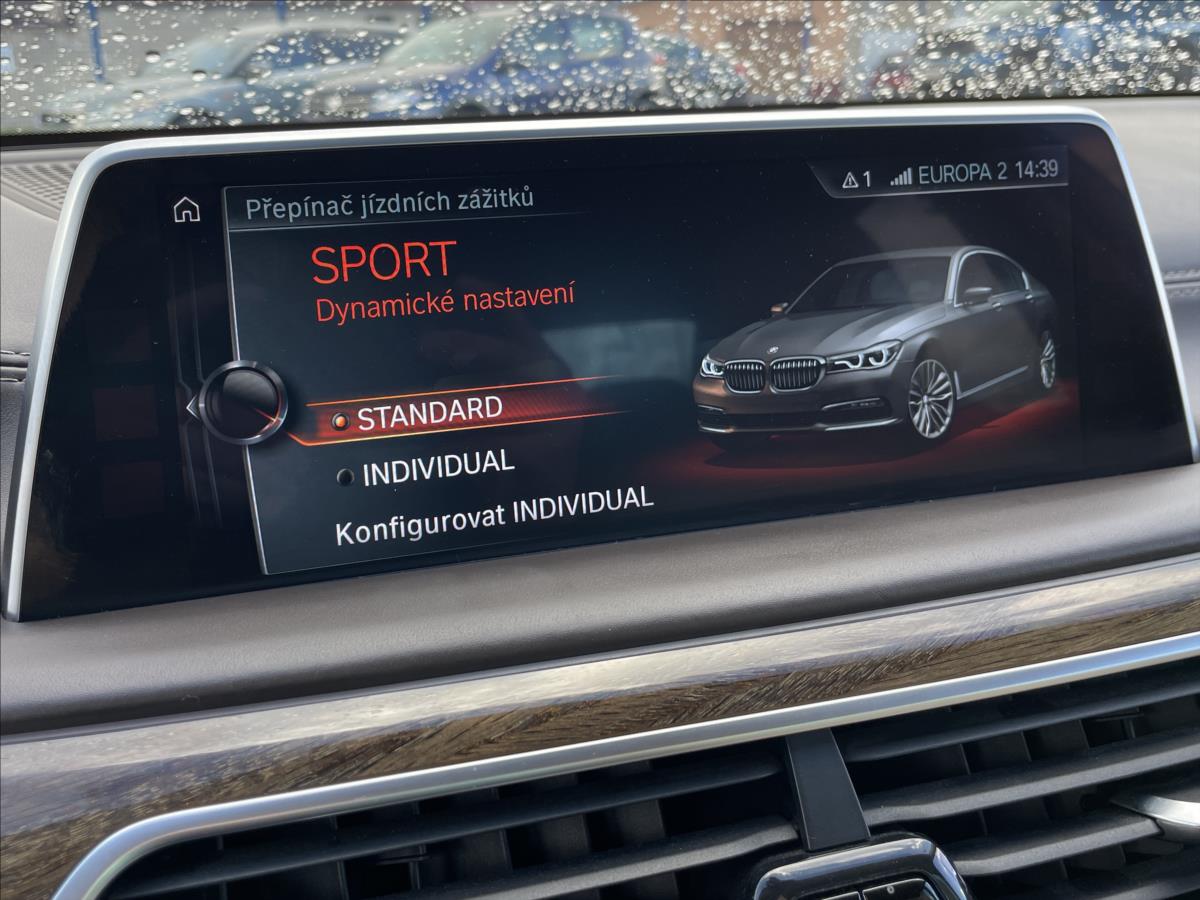 Přepínač jízdních zážitků
1 EUROPA 2 14:39
SPORT
Dynamické nastavení
STANDARD
INDIVIDUAL
Konfigurovat INDIVIDUAL